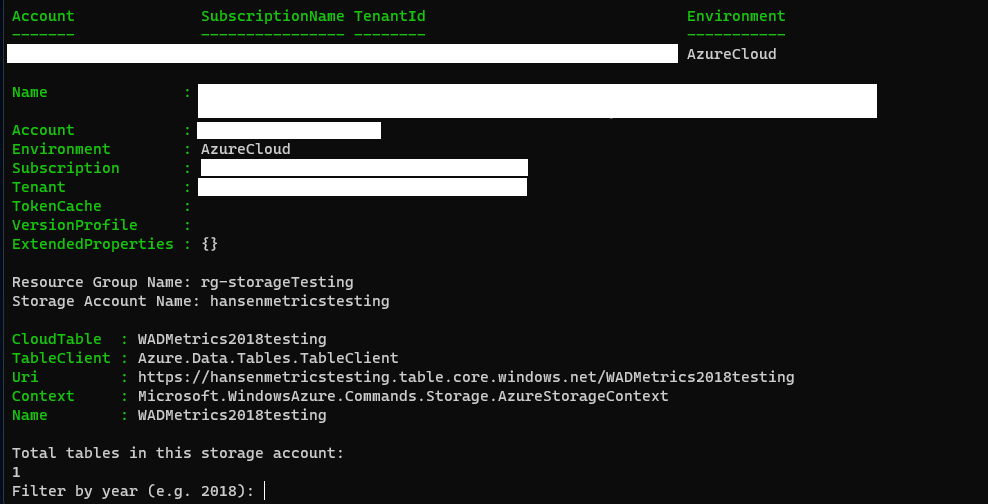 Account SubscriptionName TenantId Environment
------- ---------------- -------- -----------
AzureCloud
Name :
Account :
Environment : AzureCloud
Subscription :
Tenant :
TokenCache :
VersionProfile :
ExtendedProperties : {}
Resource Group Name: rg-storageTesting
Storage Account Name: hansenmetricstesting
CloudTable : WADMetrics2018testing
TableClient : Azure.Data.Tables.TableClient
Uri : https://hansenmetricstesting.table.core.windows.net/WADMetrics2018testing
Context : Microsoft.WindowsAzure.Commands.Storage.AzureStorageContext
Name : WADMetrics2018testing
Total tables in this storage account:
1
Filter by year (e.g. 2018):